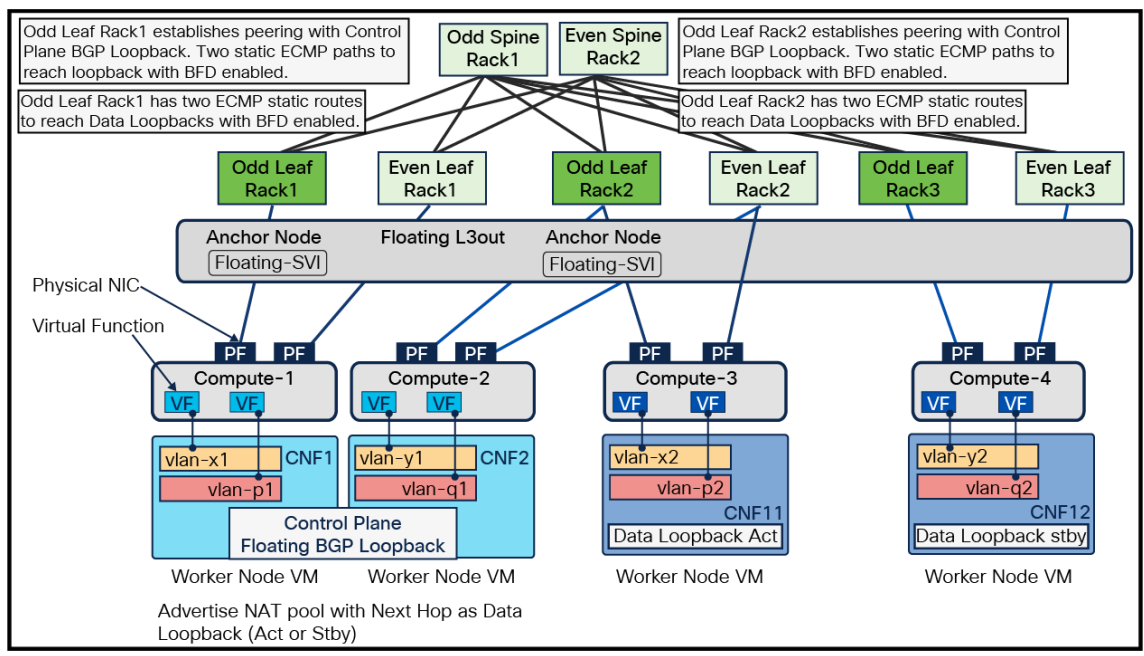 Odd Leaf Rack1 establishes peering with Control
Plane BGP Loopback. Two static ECMP paths to
reach loopback with BFD enabled.
Odd Leaf Rack1 has two ECMP static routes
to reach Data Loopbacks with BFD enabled.
Odd Spine
Rack1
Even Spine
Rack2
Odd Leaf Rack2 establishes peering with Control
Plane BGP Loopback. Two static ECMP paths to
reach loopback with BFD enabled.
Odd Leaf Rack2 has two ECMP static routes
to reach Data Loopbacks with BFD enabled.
Odd Leaf
Rack1
Even Leaf
Rack1
Odd Leaf
Rack2
Even Leaf
Rack2
Odd Leaf
Rack3
Even Leaf
Rack3
Anchor Node
Floating-SVI
Floating L3out
Anchor Node
Floating-SVI
Physical NIC
Virtual Function
PF
PF
PF
PF
PF
PF
PF
PF
Compute-1
VF
VF
Compute-2
VF
VF
Compute-3
VF
VF
Compute-4
VF
VF
vlan-x1
CNF1
vlan-p1
vlan-y1
CNF2
vlan-q1
Control Plane
Floating BGP Loopback
vlan-x2
vlan-p2
CNF11
Data Loopback Act
vlan-y2
vlan-q2
CNF12
Data Loopback stby
Worker Node VM
Worker Node VM
Worker Node VM
Worker Node VM
Advertise NAT pool with Next Hop as Data
Loopback (Act or Stby)